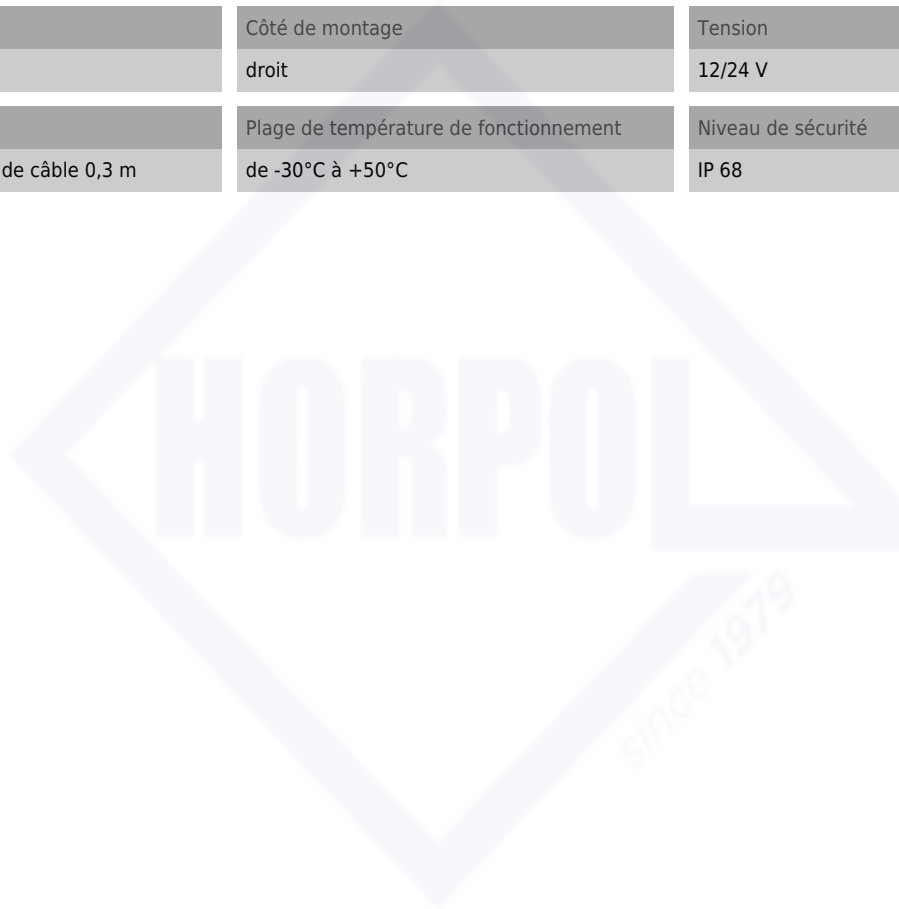 Côté de montage
Tension
droit
12/24 V
Plage de température de fonctionnement
Niveau de sécurité
de câble 0,3 m
de -30°C à +50°C
IP 68
HORPOL
since 1979